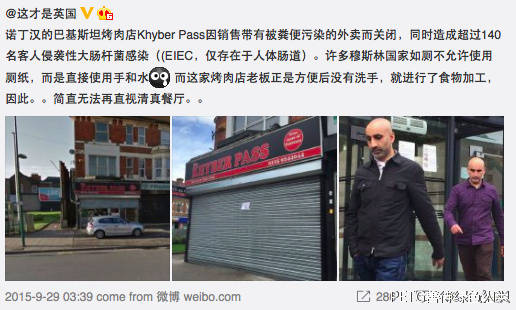 @这才是英国
诺丁汉的巴基斯坦烤肉店Khyber Pass因销售带有被粪便污染的外卖而关闭，同时造成超过140
名客人侵袭性大肠杆菌感染（(EIEC，仅存在于人体肠道）。许多穆斯林国家如厕不允许使用
厕纸，而是直接使用手和水 而这家烤肉店老板正是方便后没有洗手，就进行了食物加工，
因此。。简直无法再直视清真餐厅。。
KHYBER PASS
KHYBER PASS
2015-9-29 03:39 come from 微博 weibo.com